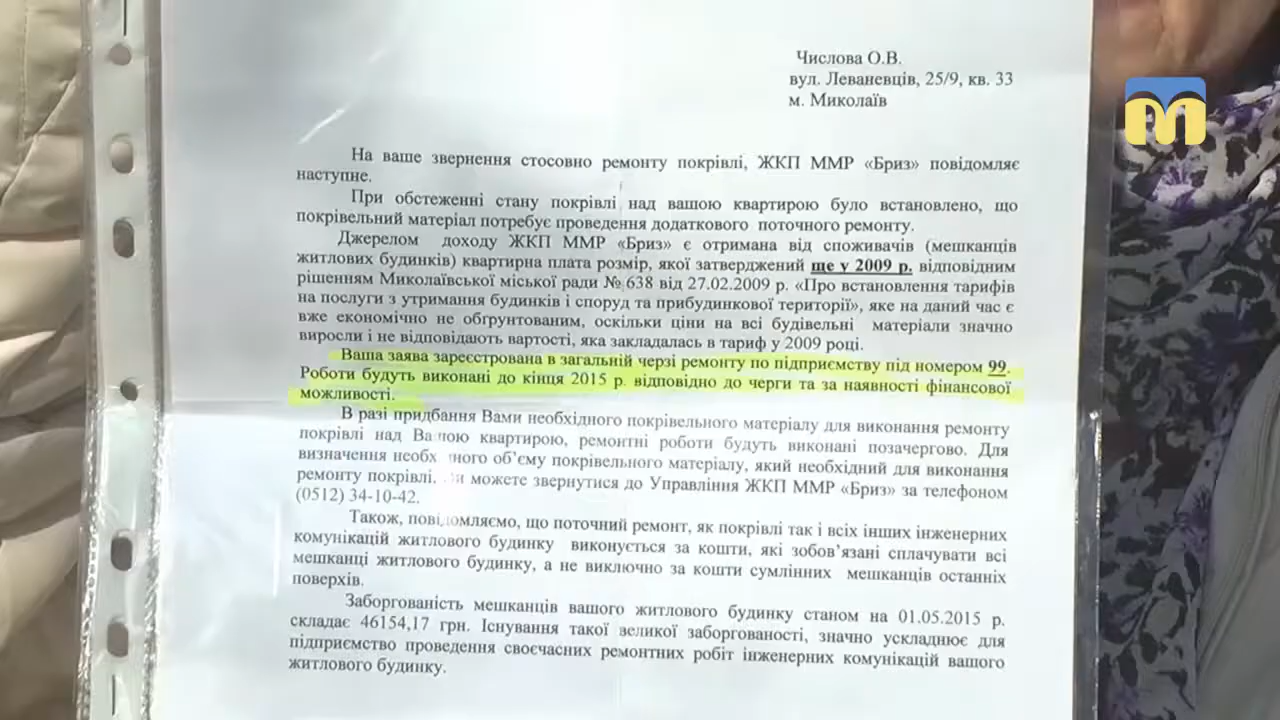 Числова О.В.
вул. Леваневців, 25/9, кв. 33
м. Миколаїв
На ваше звернення стосовно ремонту покрівлі, ЖКП ММР «Бриз» повідомляє
наступне.
При обстеженні стану покрівлі над вашою квартирою було встановлено, що
покрівельний матеріал потребує проведення додаткового поточного ремонту.
Джерелом доходу ЖКП ММР «Бриз» є отримана від споживачів (мешканців
житлових будинків) квартирна плата розмір, якої затверджений ще у 2009 р. відповідним
рішенням Миколаївської міської ради № 638 від 27.02.2009 р. «Про встановлення тарифів
на послуги з утримання будинків і споруд та прибудинкової території», яке на даний час є
вже економічно не обгрунтованим, оскільки ціни на всі будівельні матеріали значно
виросли і не відповідають вартості, яка закладалась в тариф у 2009 році.
Ваша заява зареєстрована в загальній черзі ремонту по підприємству під номером 99.
Роботи будуть виконані до кінця 2015 р. відповідно до черги та за наявності фінансової
можливості.
В разі придбання Вами необхідного покрівельного матеріалу для виконання ремонту
покрівлі над Вашою квартирою, ремонтні роботи будуть виконані позачергово. Для
визначення необхідного об’єму покрівельного матеріалу, який необхідний для виконання
ремонту покрівлі, Ви можете звернутися до Управління ЖКП ММР «Бриз» за телефоном
(0512) 34-10-42.
Також, повідомляємо, що поточний ремонт, як покрівлі так і всіх інших інженерних
комунікацій житлового будинку виконується за кошти, які зобов’язані сплачувати всі
мешканці житлового будинку, а не виключно за кошти сумлінних мешканців останніх
поверхів.
Заборгованість мешканців вашого житлового будинку станом на 01.05.2015 р.
складає 46154,17 грн. Існування такої великої заборгованості, значно ускладнює для
підприємство проведення своєчасних ремонтних робіт інженерних комунікацій вашого
житлового будинку.